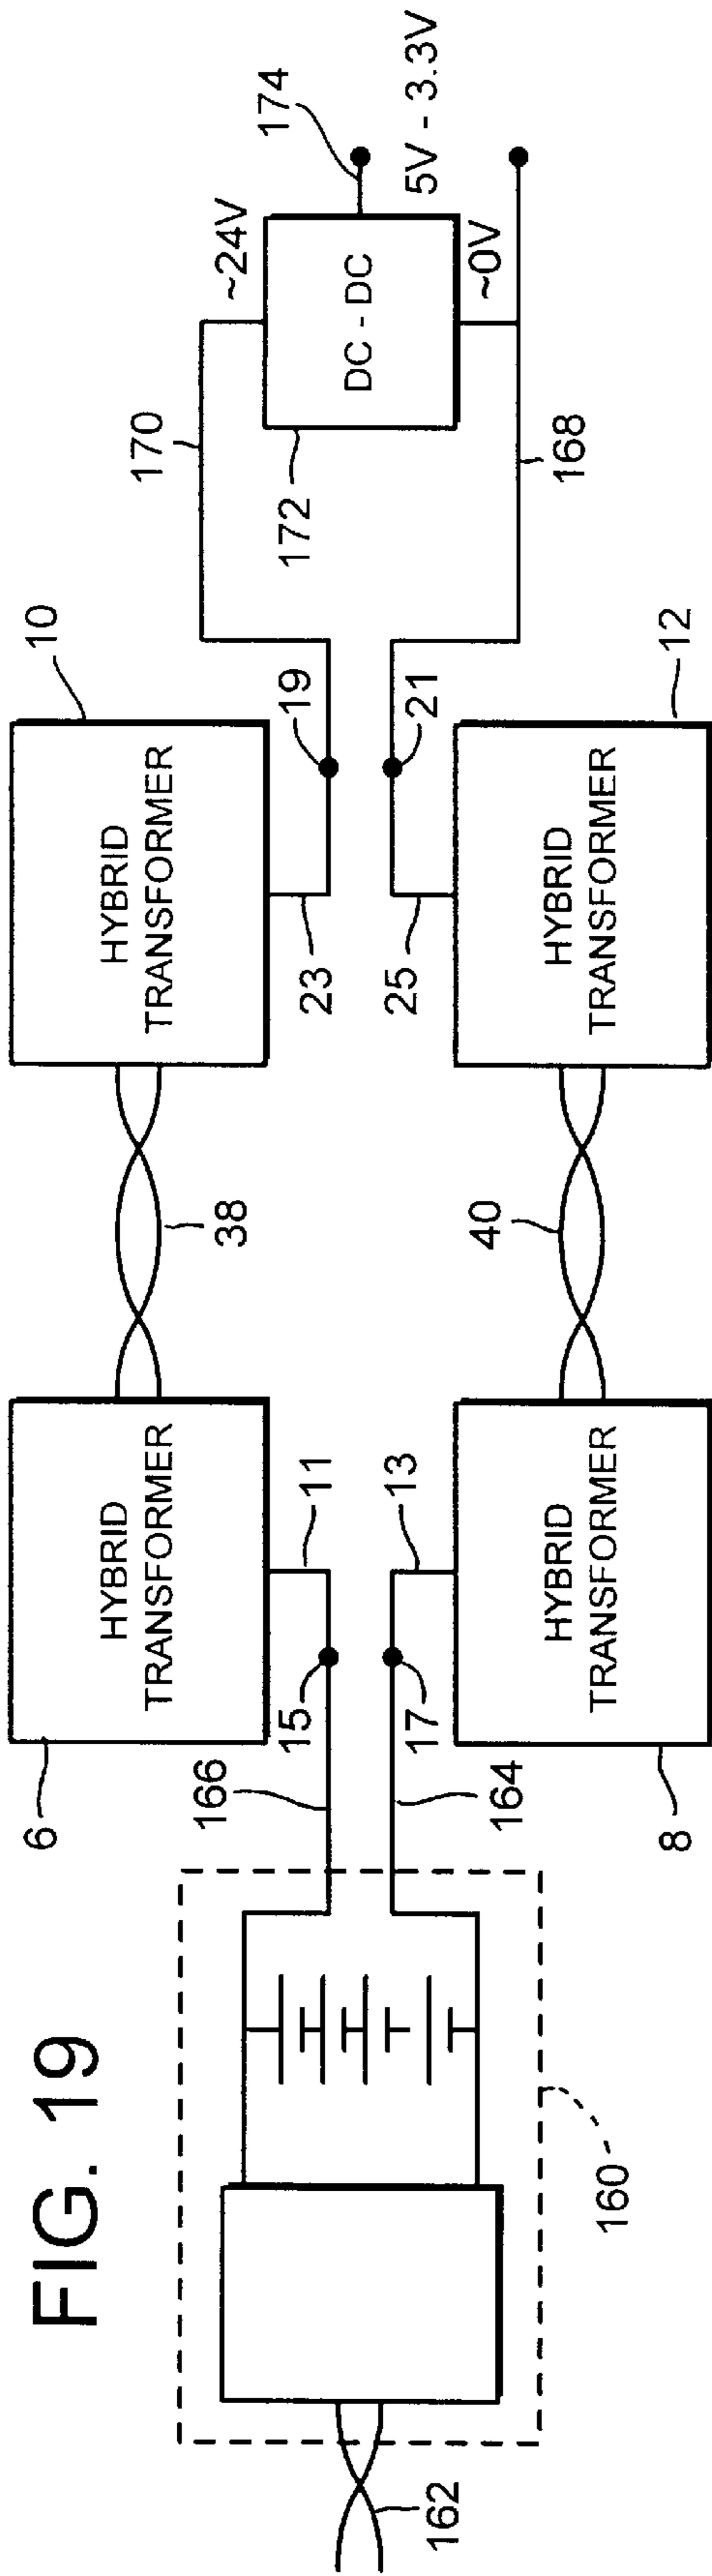 FIG. 19
162
160
6
HYBRID
TRANSFORMER
11
15
166
164
17
13
HYBRID
TRANSFORMER
8
38
40
10
HYBRID
TRANSFORMER
23
19
21
25
HYBRID
TRANSFORMER
12
170
~24V
172
DC - DC
174
5V - 3.3V
~0V
168